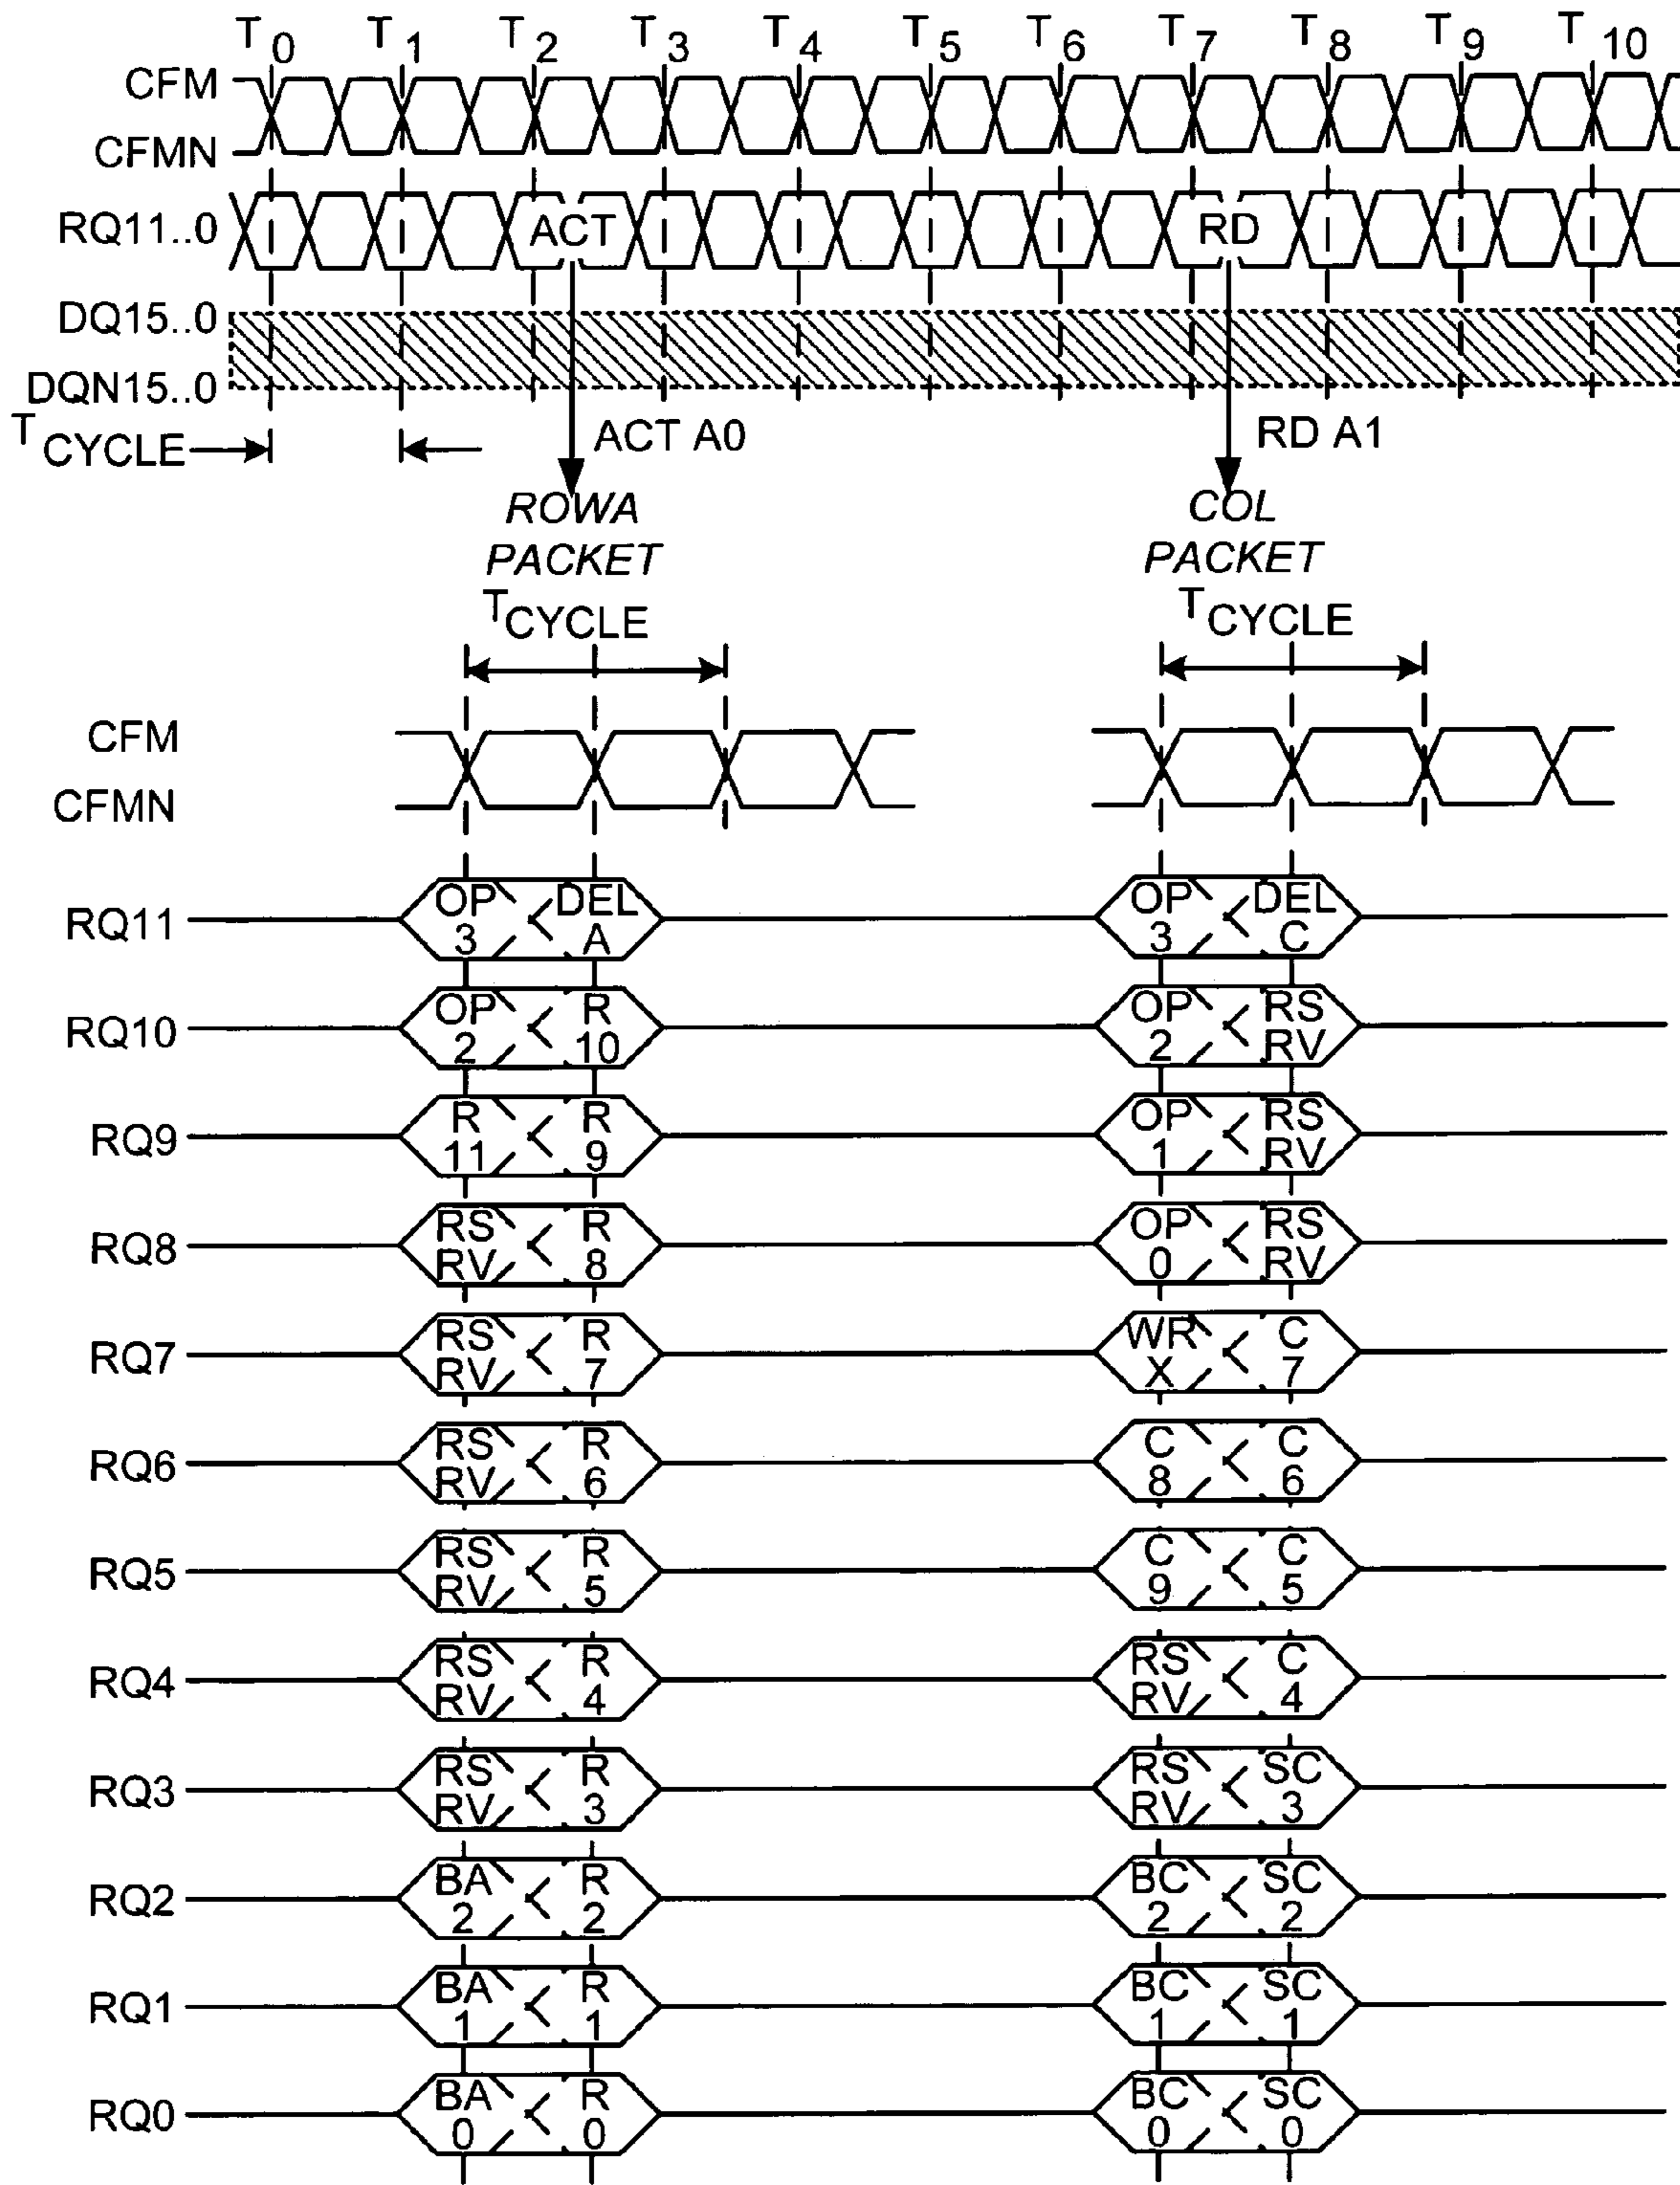 T0 T1 T2 T3 T4 T5 T6 T7 T8 T9 T10
CFM
CFMN
RQ11..0 ACT RD
DQ15..0
DQN15..0
TCYCLE ACT A0 RD A1
ROWA COL
PACKET PACKET
TCYCLE TCYCLE
CFM
CFMN
RQ11 OP 3 DEL A OP 3 DEL C
RQ10 OP 2 R 10 OP 2 RS RV
RQ9 R 11 R 9 OP 1 RS RV
RQ8 RS RV R 8 OP 0 RS RV
RQ7 RS RV R 7 WR X C 7
RQ6 RS RV R 6 C 8 C 6
RQ5 RS RV R 5 C 9 C 5
RQ4 RS RV R 4 RS RV C 4
RQ3 RS RV R 3 RS RV SC 3
RQ2 BA 2 R 2 BC 2 SC 2
RQ1 BA 1 R 1 BC 1 SC 1
RQ0 BA 0 R 0 BC 0 SC 0